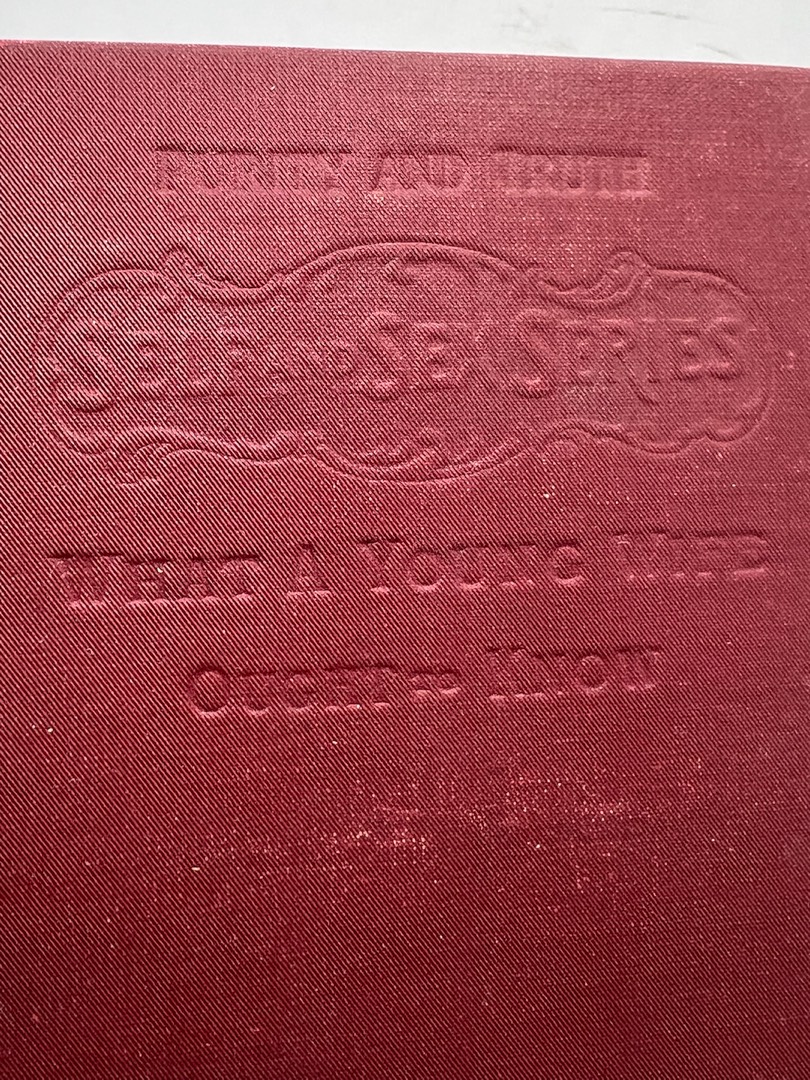 PURITY AND TRUTH
SELF AND SEX SERIES
WHAT A YOUNG WIFE
OUGHT TO KNOW